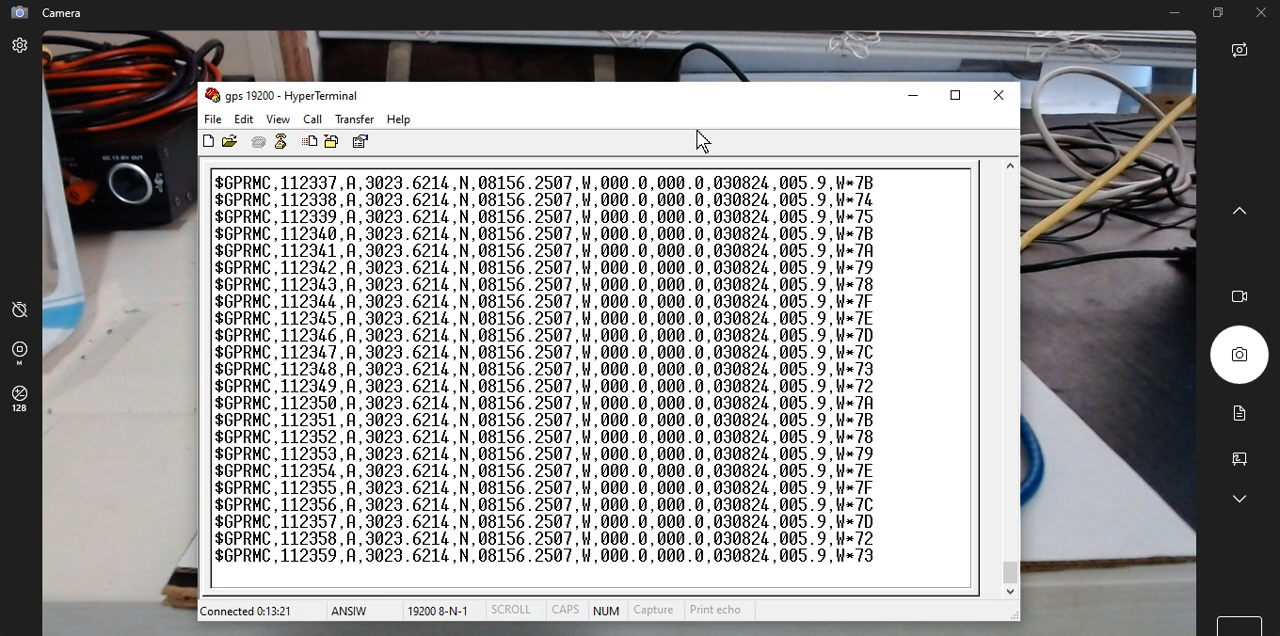 Camera
gps 19200 - HyperTerminal
File Edit View Call Transfer Help
$GPRMC,112337,A,3023.6214,N,08156.2507,W,000.0,000.0,030824,005.9,W*7B
$GPRMC,112338,A,3023.6214,N,08156.2507,W,000.0,000.0,030824,005.9,W*74
$GPRMC,112339,A,3023.6214,N,08156.2507,W,000.0,000.0,030824,005.9,W*75
$GPRMC,112340,A,3023.6214,N,08156.2507,W,000.0,000.0,030824,005.9,W*7B
$GPRMC,112341,A,3023.6214,N,08156.2507,W,000.0,000.0,030824,005.9,W*7A
$GPRMC,112342,A,3023.6214,N,08156.2507,W,000.0,000.0,030824,005.9,W*79
$GPRMC,112343,A,3023.6214,N,08156.2507,W,000.0,000.0,030824,005.9,W*78
$GPRMC,112344,A,3023.6214,N,08156.2507,W,000.0,000.0,030824,005.9,W*7F
$GPRMC,112345,A,3023.6214,N,08156.2507,W,000.0,000.0,030824,005.9,W*7E
$GPRMC,112346,A,3023.6214,N,08156.2507,W,000.0,000.0,030824,005.9,W*7D
$GPRMC,112347,A,3023.6214,N,08156.2507,W,000.0,000.0,030824,005.9,W*7C
$GPRMC,112348,A,3023.6214,N,08156.2507,W,000.0,000.0,030824,005.9,W*73
$GPRMC,112349,A,3023.6214,N,08156.2507,W,000.0,000.0,030824,005.9,W*72
$GPRMC,112350,A,3023.6214,N,08156.2507,W,000.0,000.0,030824,005.9,W*7A
$GPRMC,112351,A,3023.6214,N,08156.2507,W,000.0,000.0,030824,005.9,W*7B
$GPRMC,112352,A,3023.6214,N,08156.2507,W,000.0,000.0,030824,005.9,W*78
$GPRMC,112353,A,3023.6214,N,08156.2507,W,000.0,000.0,030824,005.9,W*79
$GPRMC,112354,A,3023.6214,N,08156.2507,W,000.0,000.0,030824,005.9,W*7E
$GPRMC,112355,A,3023.6214,N,08156.2507,W,000.0,000.0,030824,005.9,W*7F
$GPRMC,112356,A,3023.6214,N,08156.2507,W,000.0,000.0,030824,005.9,W*7C
$GPRMC,112357,A,3023.6214,N,08156.2507,W,000.0,000.0,030824,005.9,W*7D
$GPRMC,112358,A,3023.6214,N,08156.2507,W,000.0,000.0,030824,005.9,W*72
$GPRMC,112359,A,3023.6214,N,08156.2507,W,000.0,000.0,030824,005.9,W*73
Connected 0:13:21 ANSIW 19200 8-N-1 SCROLL CAPS NUM Capture Print echo
M
128